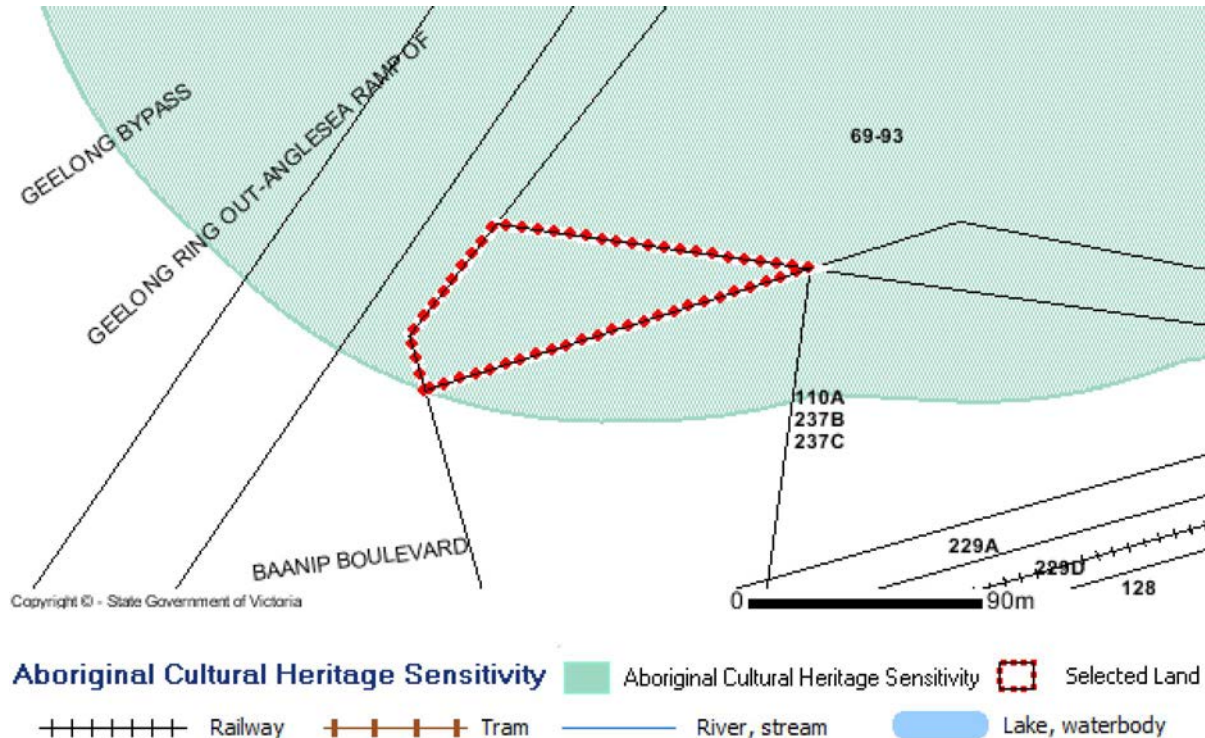 69-93
GEELONG BYPASS
GEELONG RING OUT-ANGLESEA RAMP OF
110A
237B
237C
BAANIP BOULEVARD
229A
229D
128
Copyright © - State Government of Victoria
0 90m
Aboriginal Cultural Heritage Sensitivity
Aboriginal Cultural Heritage Sensitivity
Selected Land
Railway
Tram
River, stream
Lake, waterbody